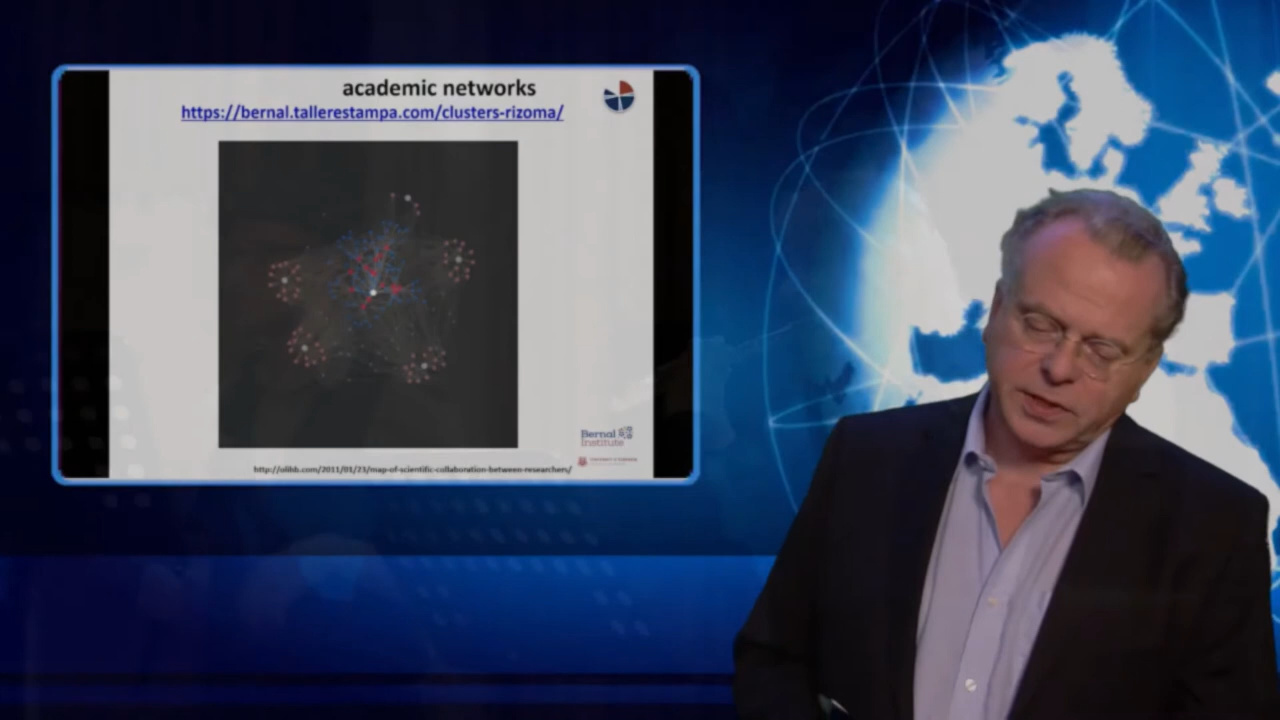 academic networks
https://bernal.tallerestampa.com/clusters-rizoma/
Bernal
Institute
http://olihb.com/2011/01/23/map-of-scientific-collaboration-between-researchers/